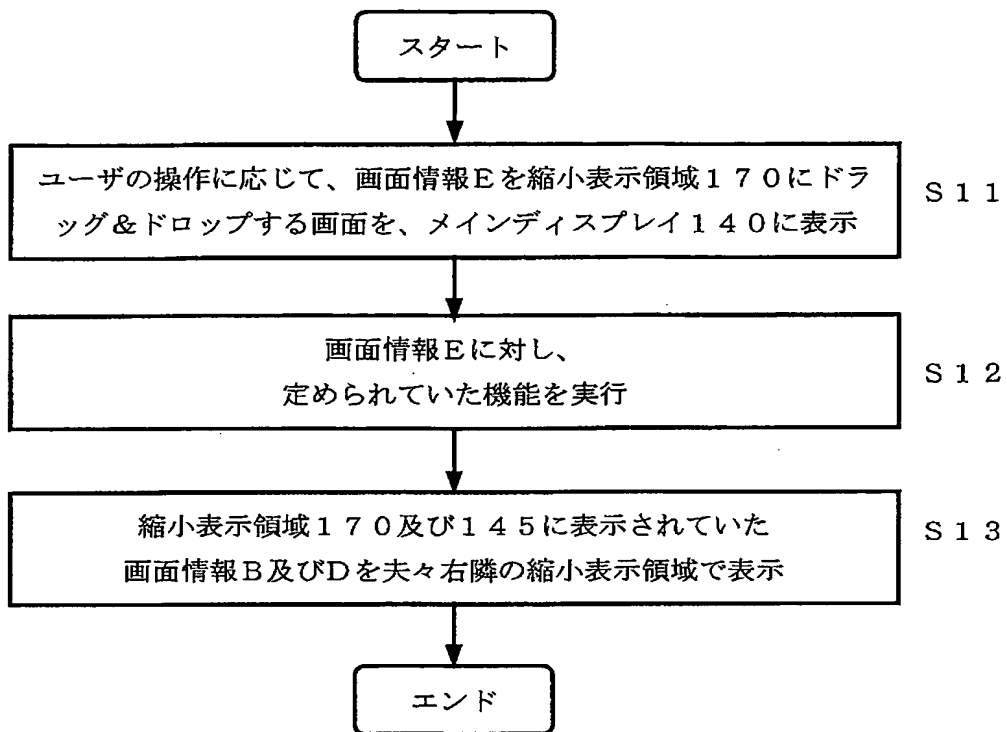 スタート
ユーザの操作に応じて、画面情報Eを縮小表示領域170にドラ
ッグ&ドロップする画面を、メインディスプレイ140に表示
S11
画面情報Eに対し、
定められていた機能を実行
S12
縮小表示領域170及び145に表示されていた
画面情報B及びDを夫々右隣の縮小表示領域で表示
S13
エンド